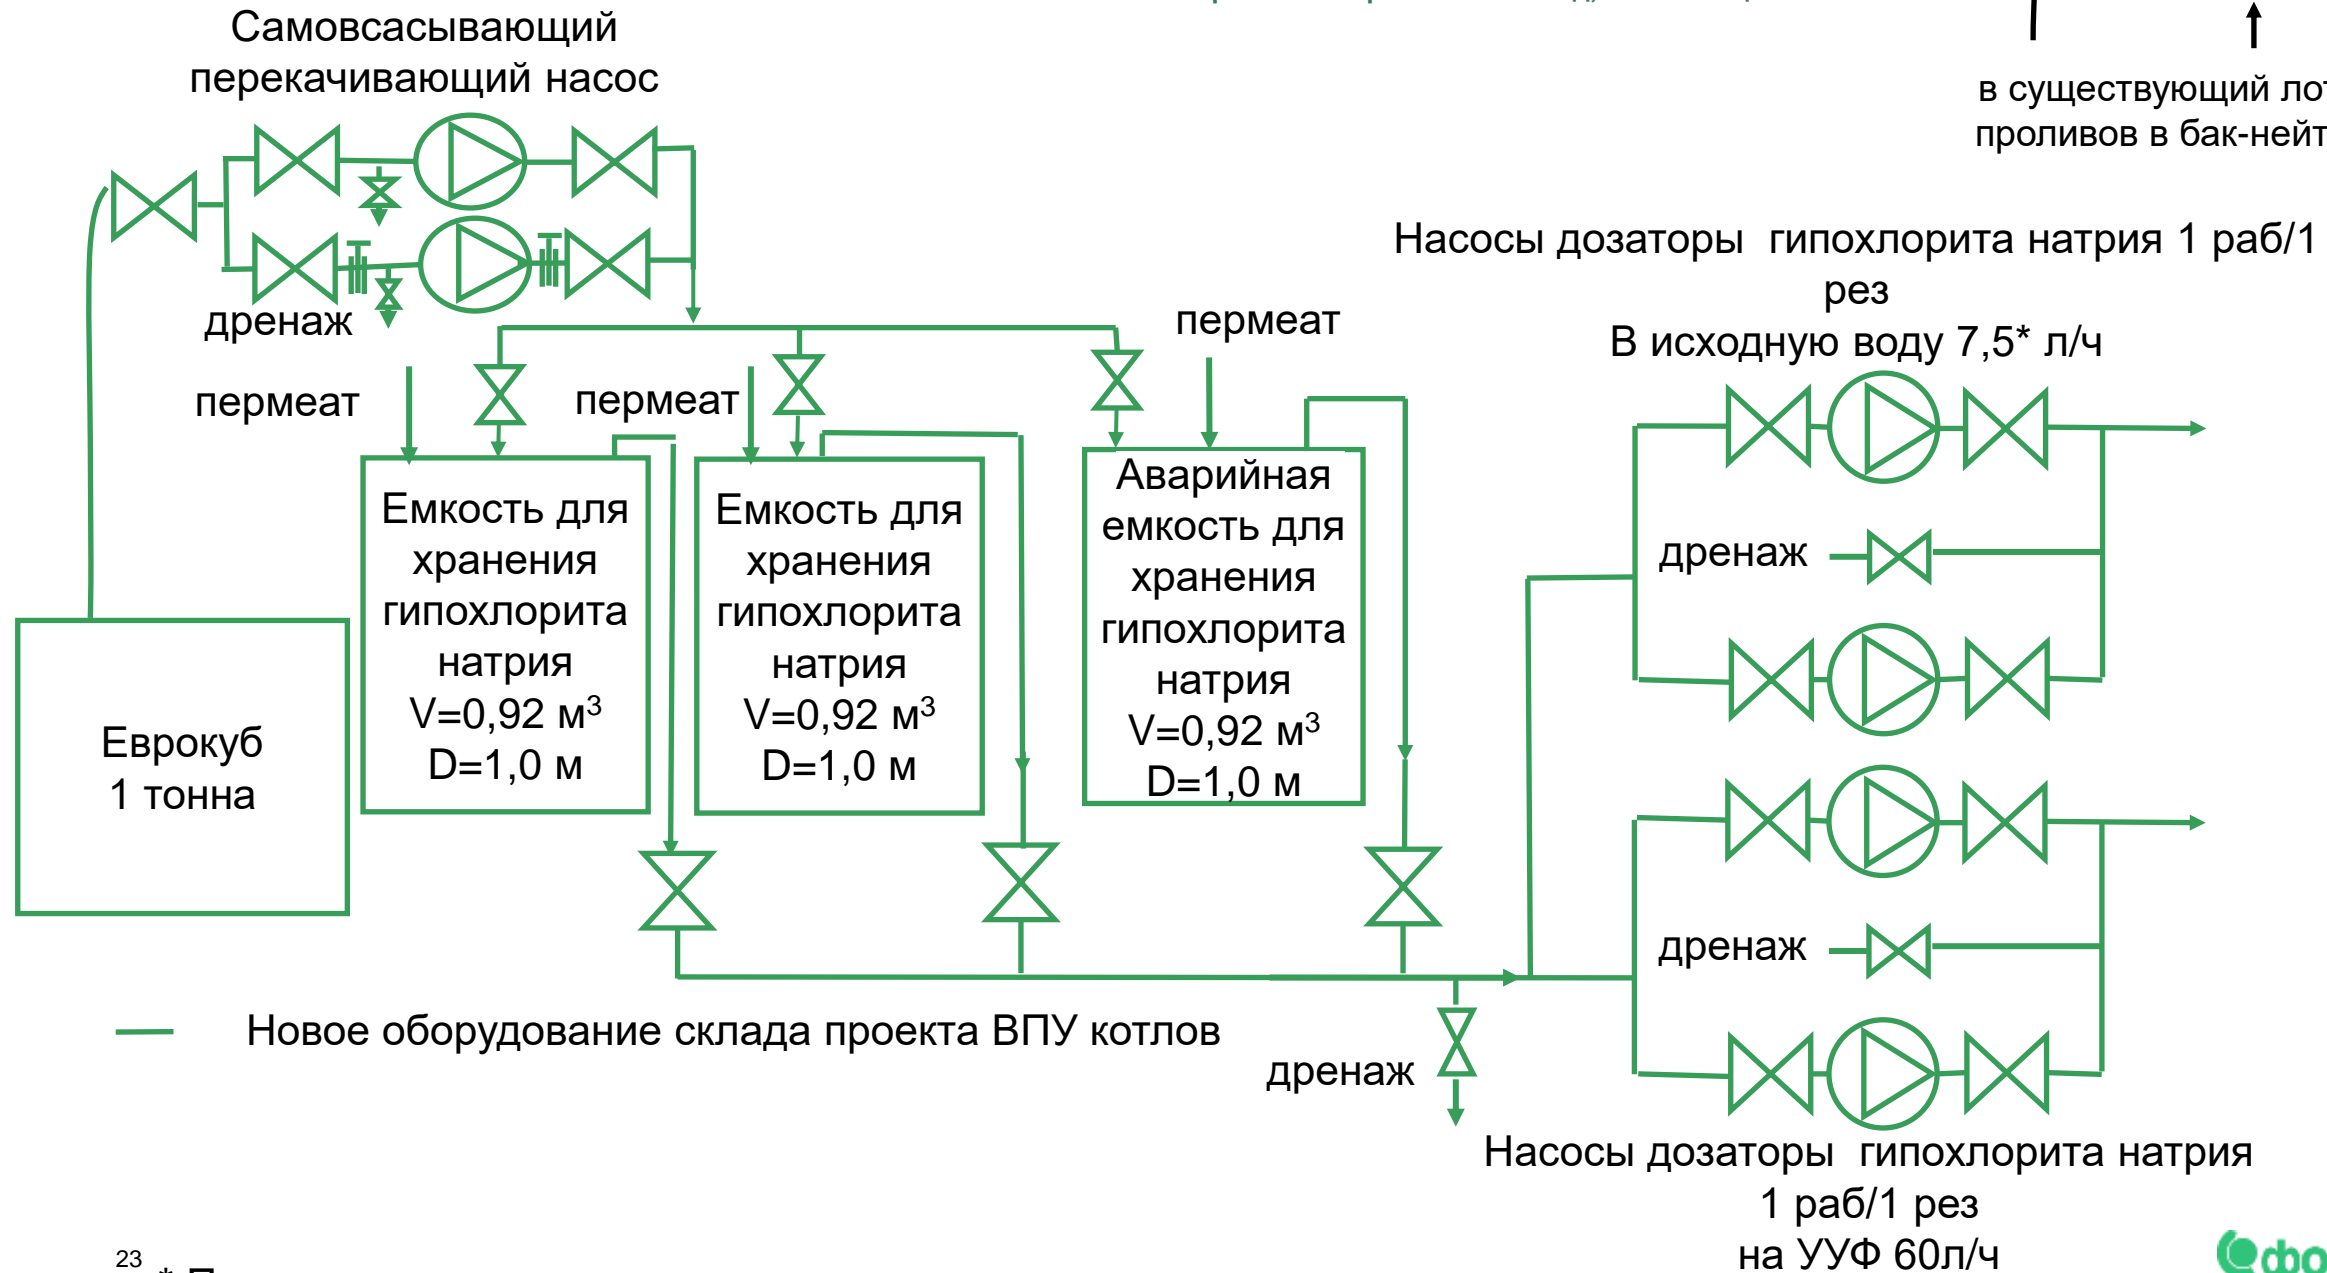 Самовсасывающий
перекачивающий насос
в существующий
проливов в
Насосы дозаторы гипохлорита натрия 1 раб/1
рез
В исходную воду 7,5* л/ч
дренаж
пермеат
пермеат
пермеат
Емкость для
хранения
гипохлорита
натрия
V=0,92 м³
D=1,0 м
Емкость для
хранения
гипохлорита
натрия
V=0,92 м³
D=1,0 м
Аварийная
емкость для
хранения
гипохлорита
натрия
V=0,92 м³
D=1,0 м
Еврокуб
1 тонна
дренаж
дренаж
Новое оборудование склада проекта ВПУ котлов
дренаж
Насосы дозаторы гипохлорита натрия
1 раб/1 рез
на УУФ 60л/ч
23